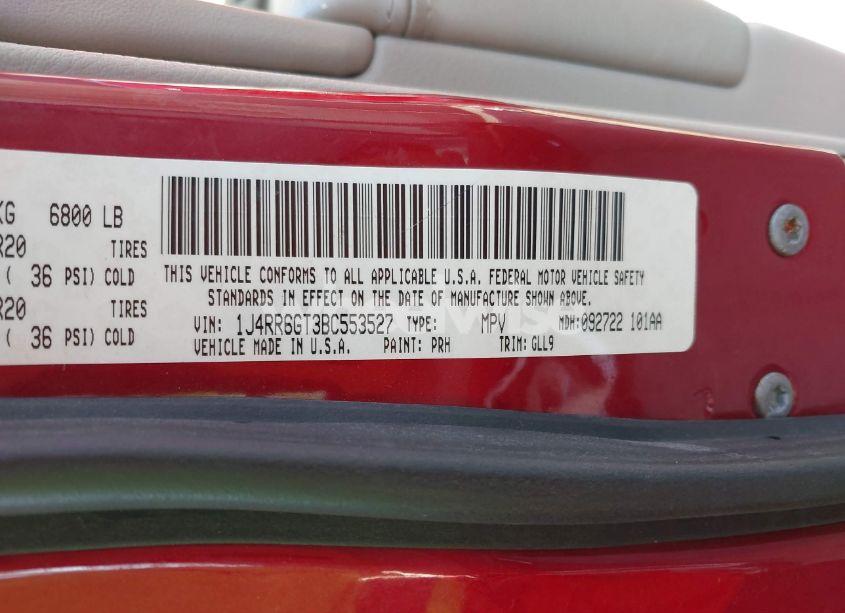 KG 6800 LB
R20 TIRES
( 36 PSI) COLD
R20 TIRES
( 36 PSI) COLD
THIS VEHICLE CONFORMS TO ALL APPLICABLE U.S.A. FEDERAL MOTOR VEHICLE SAFETY
STANDARDS IN EFFECT ON THE DATE OF MANUFACTURE SHOWN ABOVE.
VIN: 1J4RR6GT3BC553527 TYPE: MPV MDH:092722 101AA
VEHICLE MADE IN U.S.A. PAINT: PRH TRIM:GLL9